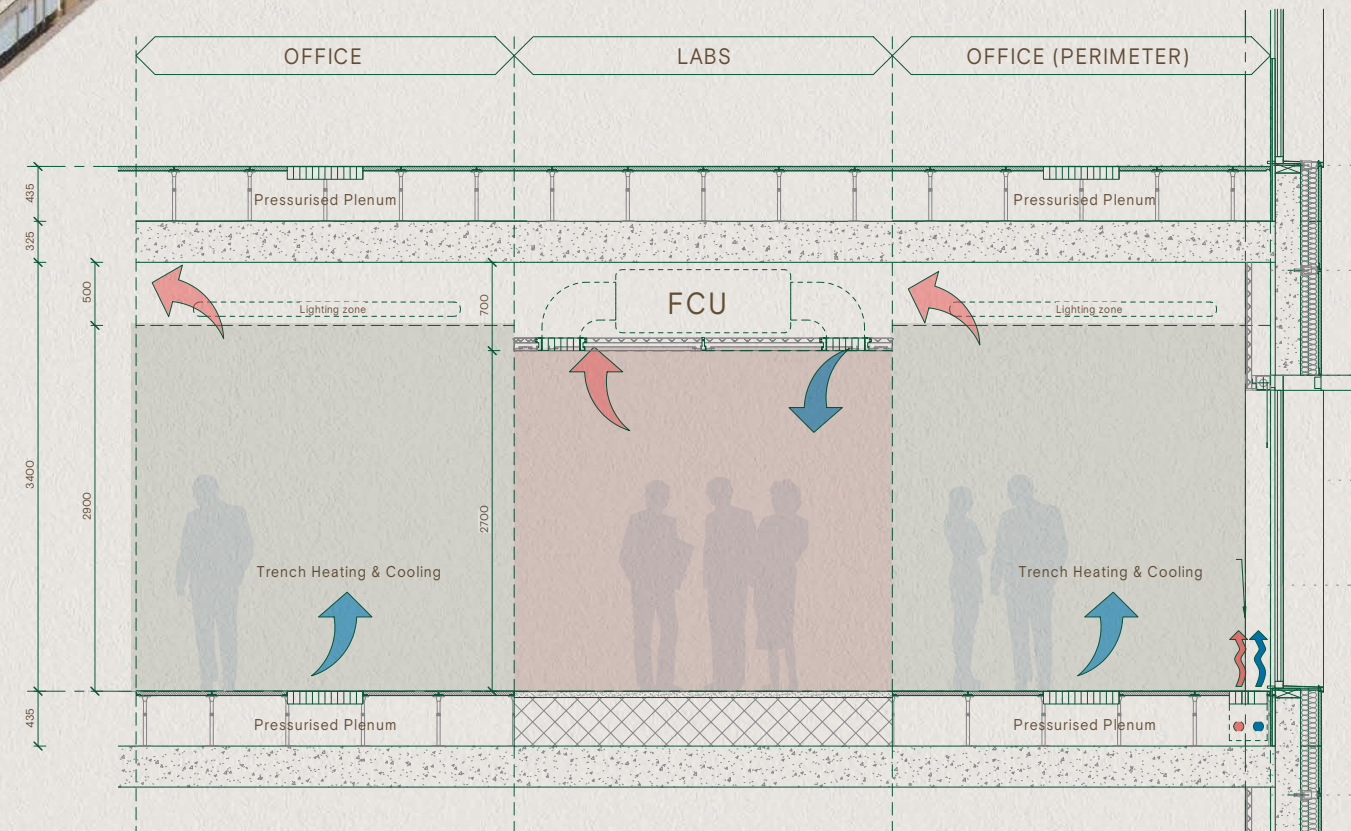 OFFICE
LABS
OFFICE (PERIMETER)
435
Pressurised Plenum
Pressurised Plenum
325
500
Lighting zone
700
FCU
Lighting zone
3400
2900
2700
Trench Heating & Cooling
Trench Heating & Cooling
435
Pressurised Plenum
Pressurised Plenum